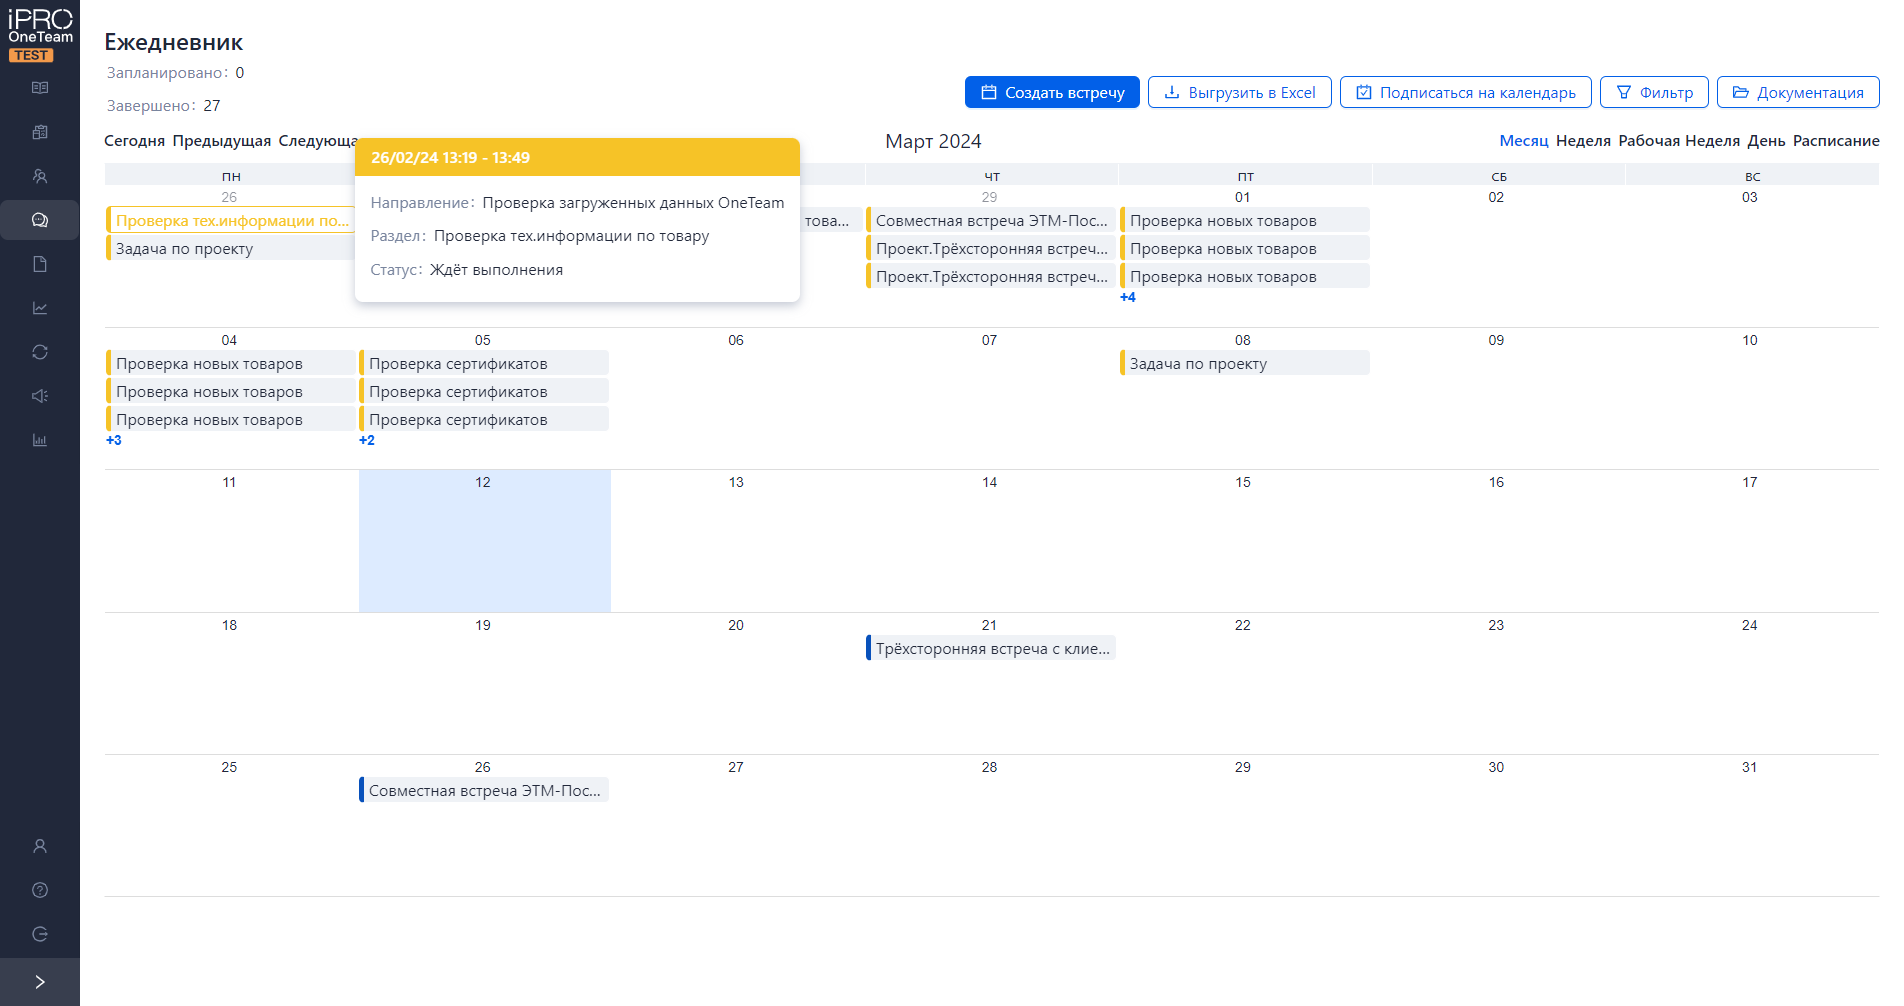 iPRO
OneTeam
TEST
Ежедневник
Запланировано: 0
Завершено: 27
Создать встречу
Выгрузить в Excel
Подписаться на календарь
Фильтр
Документация
Сегодня Предыдущая Следующа
Март 2024
Месяц Неделя Рабочая Неделя День Расписание
26/02/24 13:19 - 13:49
Направление: Проверка загруженных данных OneTeam
Раздел: Проверка тех.информации по товару
Статус: Ждёт выполнения
ПН ЧТ ПТ СБ ВС
26 29 01 02 03
Проверка тех.информации по... това... Совместная встреча ЭТМ-Пос... Проверка новых товаров
Задача по проекту Проект.Трёхсторонняя встреч... Проверка новых товаров
Проект.Трёхсторонняя встреч... Проверка новых товаров
+4
04 05 06 07 08 09 10
Проверка новых товаров Проверка сертификатов Задача по проекту
Проверка новых товаров Проверка сертификатов
Проверка новых товаров Проверка сертификатов
+3 +2
11 12 13 14 15 16 17
18 19 20 21 22 23 24
Трёхсторонняя встреча с клие...
25 26 27 28 29 30 31
Совместная встреча ЭТМ-Пос...